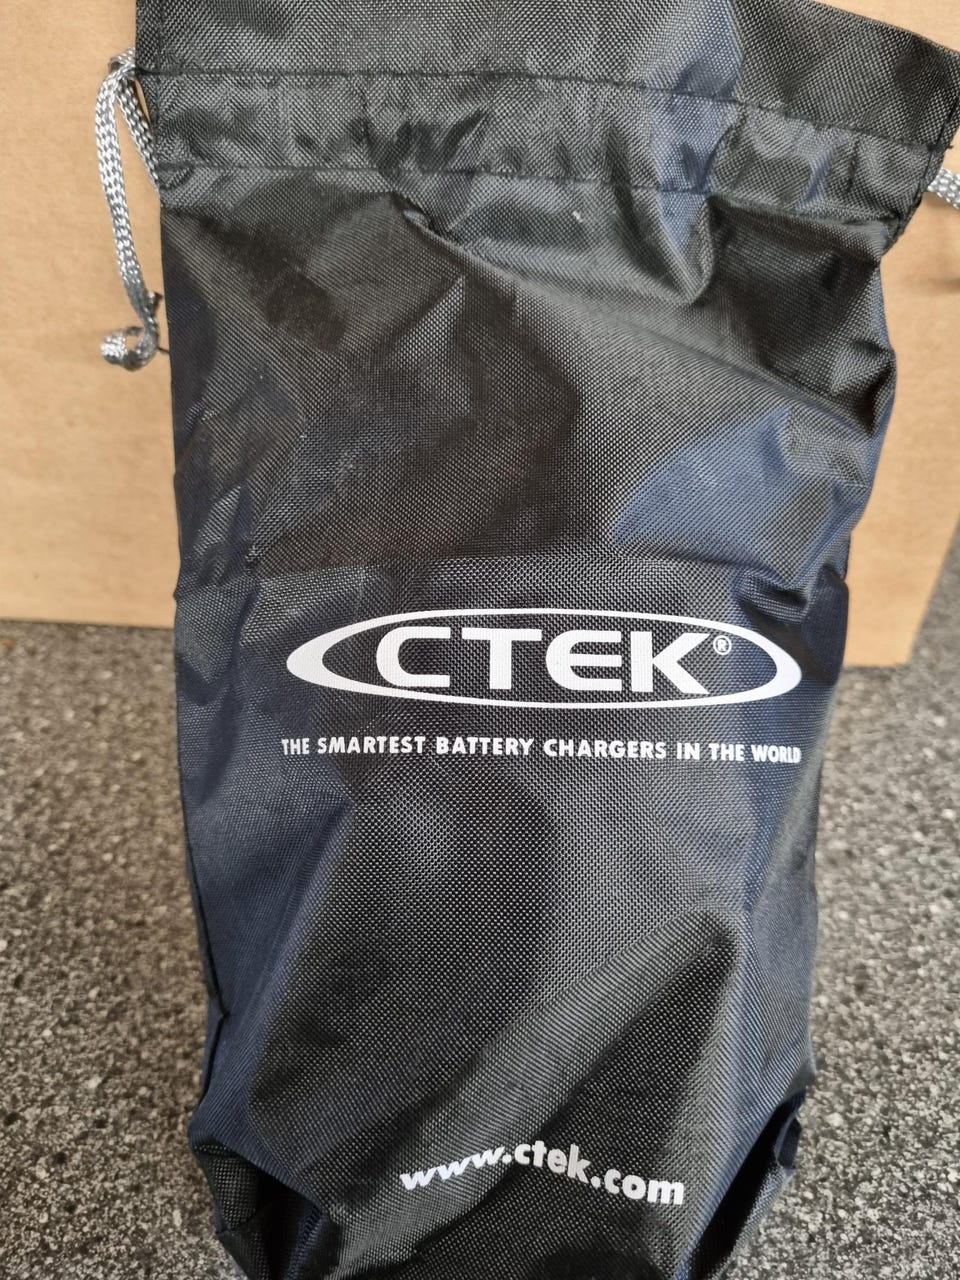 CTEK®
THE SMARTEST BATTERY CHARGERS IN THE WORLD
www.ctek.com